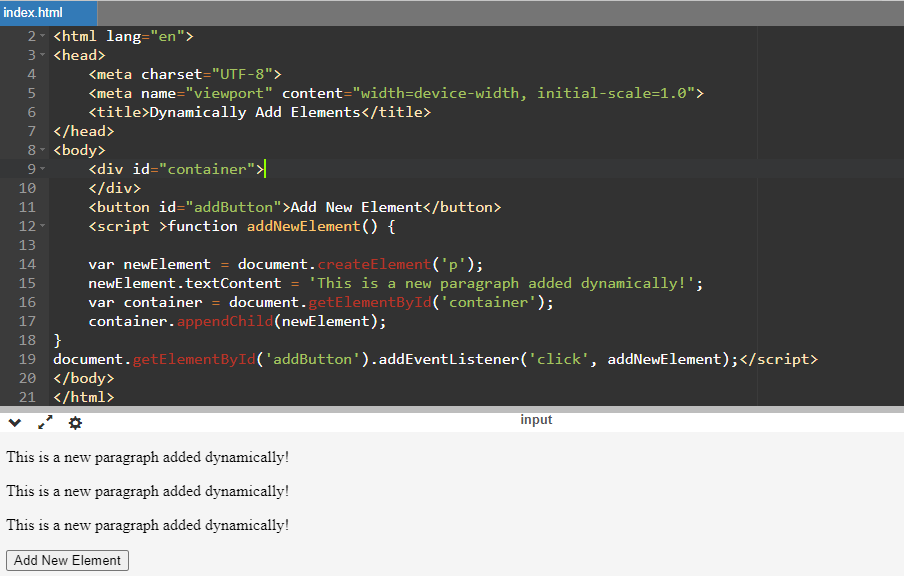 index.html
2 <html lang="en">
3 <head>
4     <meta charset="UTF-8">
5     <meta name="viewport" content="width=device-width, initial-scale=1.0">
6     <title>Dynamically Add Elements</title>
7 </head>
8 <body>
9     <div id="container">
10     </div>
11     <button id="addButton">Add New Element</button>
12     <script >function addNewElement() {
13
14     var newElement = document.createElement('p');
15     newElement.textContent = 'This is a new paragraph added dynamically!';
16     var container = document.getElementById('container');
17     container.appendChild(newElement);
18 }
19 document.getElementById('addButton').addEventListener('click', addNewElement);</script>
20 </body>
21 </html>
input
This is a new paragraph added dynamically!
This is a new paragraph added dynamically!
This is a new paragraph added dynamically!
Add New Element